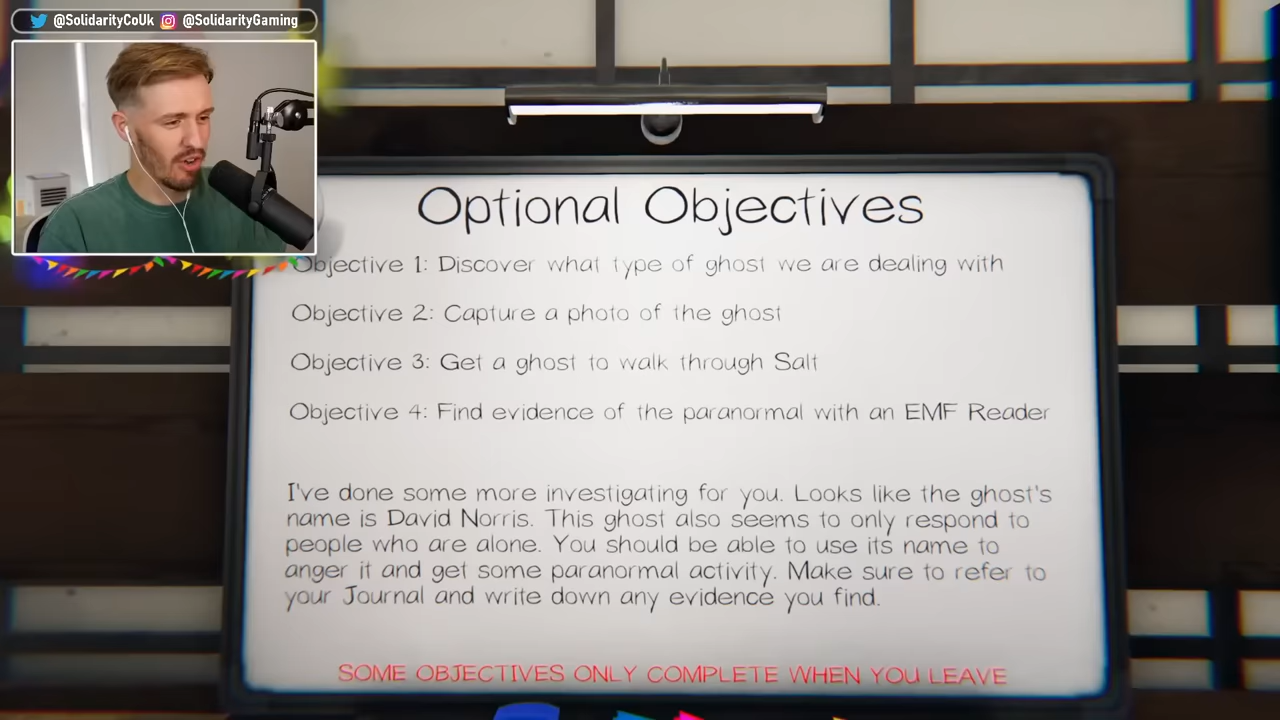 @SolidarityCoUk @SolidarityGaming
Optional Objectives
Objective 1: Discover what type of ghost we are dealing with
Objective 2: Capture a photo of the ghost
Objective 3: Get a ghost to walk through Salt
Objective 4: Find evidence of the paranormal with an EMF Reader
I've done some more investigating for you. Looks like the ghost's
name is David Norris. This ghost also seems to only respond to
people who are alone. You should be able to use its name to
anger it and get some paranormal activity. Make sure to refer to
your Journal and write down any evidence you find.
SOME OBJECTIVES ONLY COMPLETE WHEN YOU LEAVE